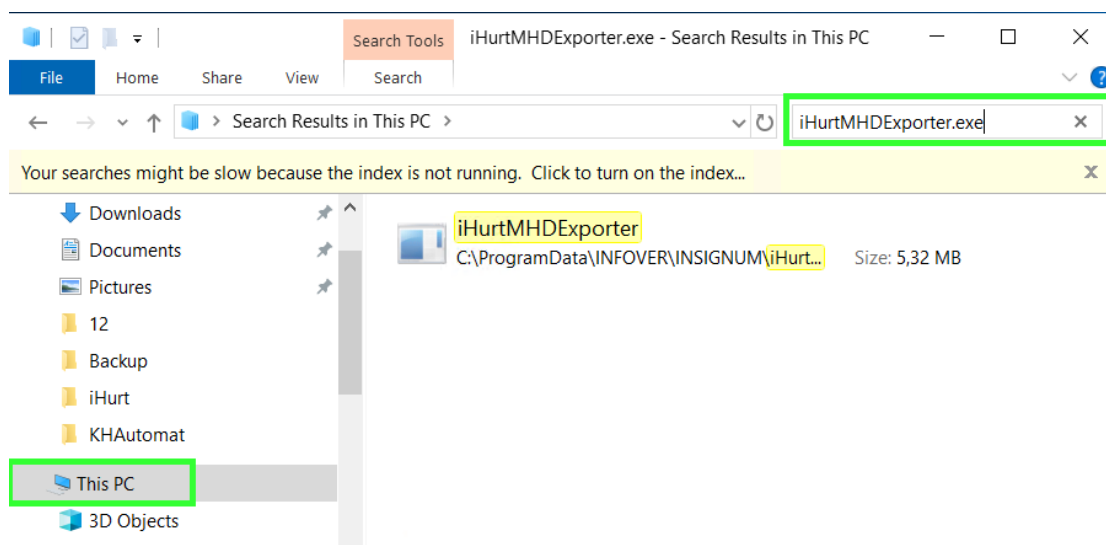 Search Tools iHurtMHDExporter.exe - Search Results in This PC
File Home Share View Search
Search Results in This PC iHurtMHDExporter.exe
Your searches might be slow because the index is not running. Click to turn on the index...
Downloads
Documents
Pictures
12
Backup
iHurt
KHAutomat
This PC
3D Objects
iHurtMHDExporter
C:\ProgramData\INFOVER\INSIGNUM\iHurt... Size: 5,32 MB